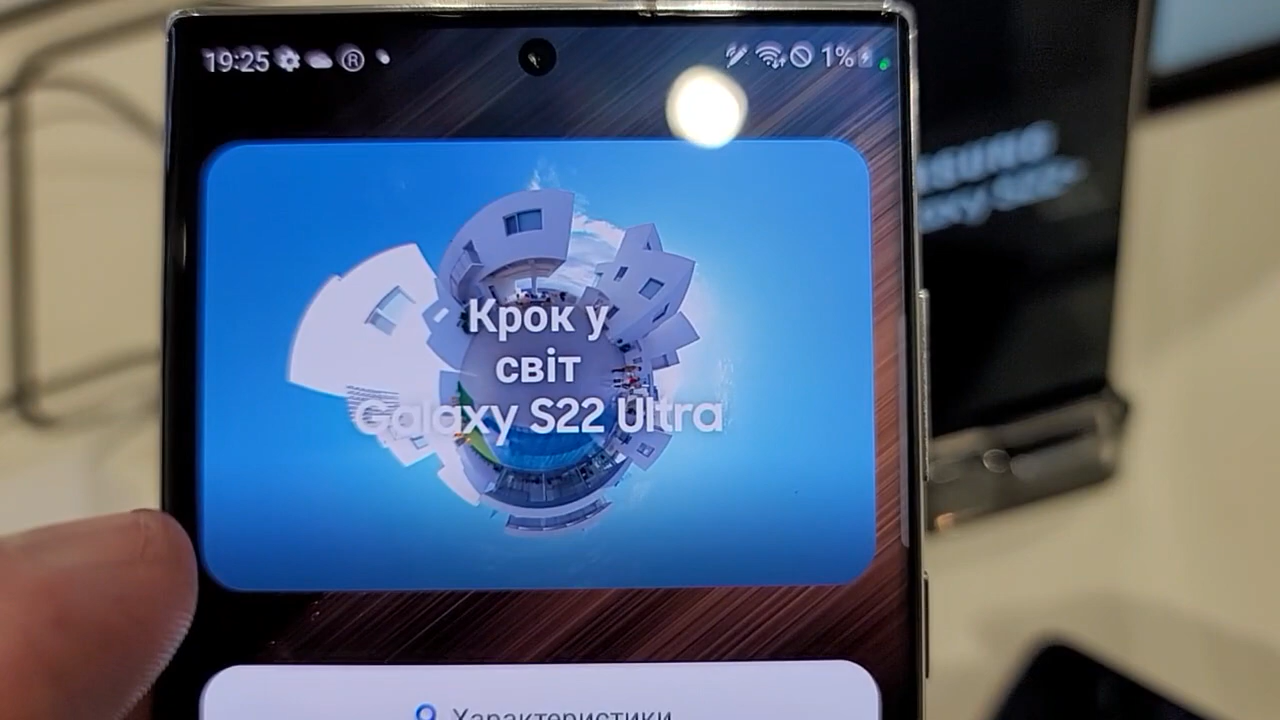 19:25
1%
Крок у
світ
Galaxy S22 Ultra
Характеристики